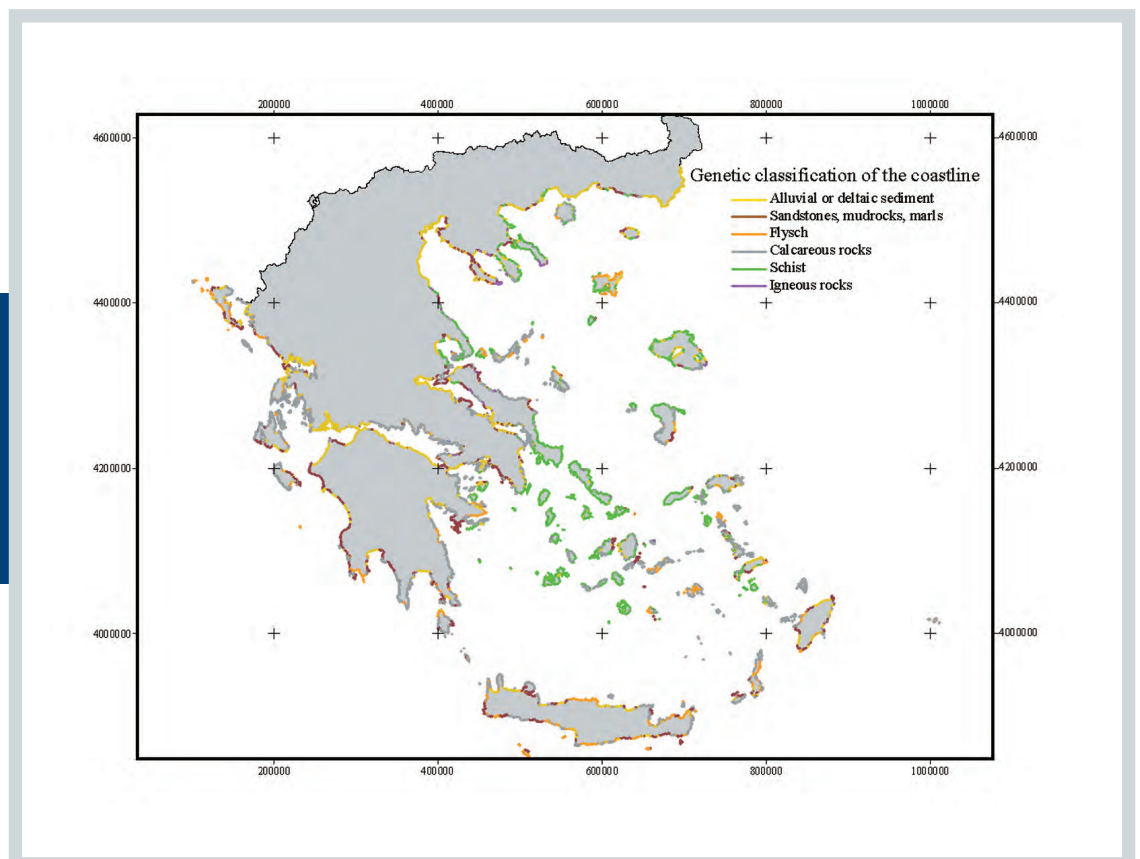 200000 400000 600000 800000 1000000
4600000 4600000
Genetic classification of the coastline
Alluvial or deltaic sediment
Sandstones, mudrocks, marls
Flysch
Calcareous rocks
Schist
Igneous rocks
4400000 4400000
4200000 4200000
4000000 4000000
200000 400000 600000 800000 1000000